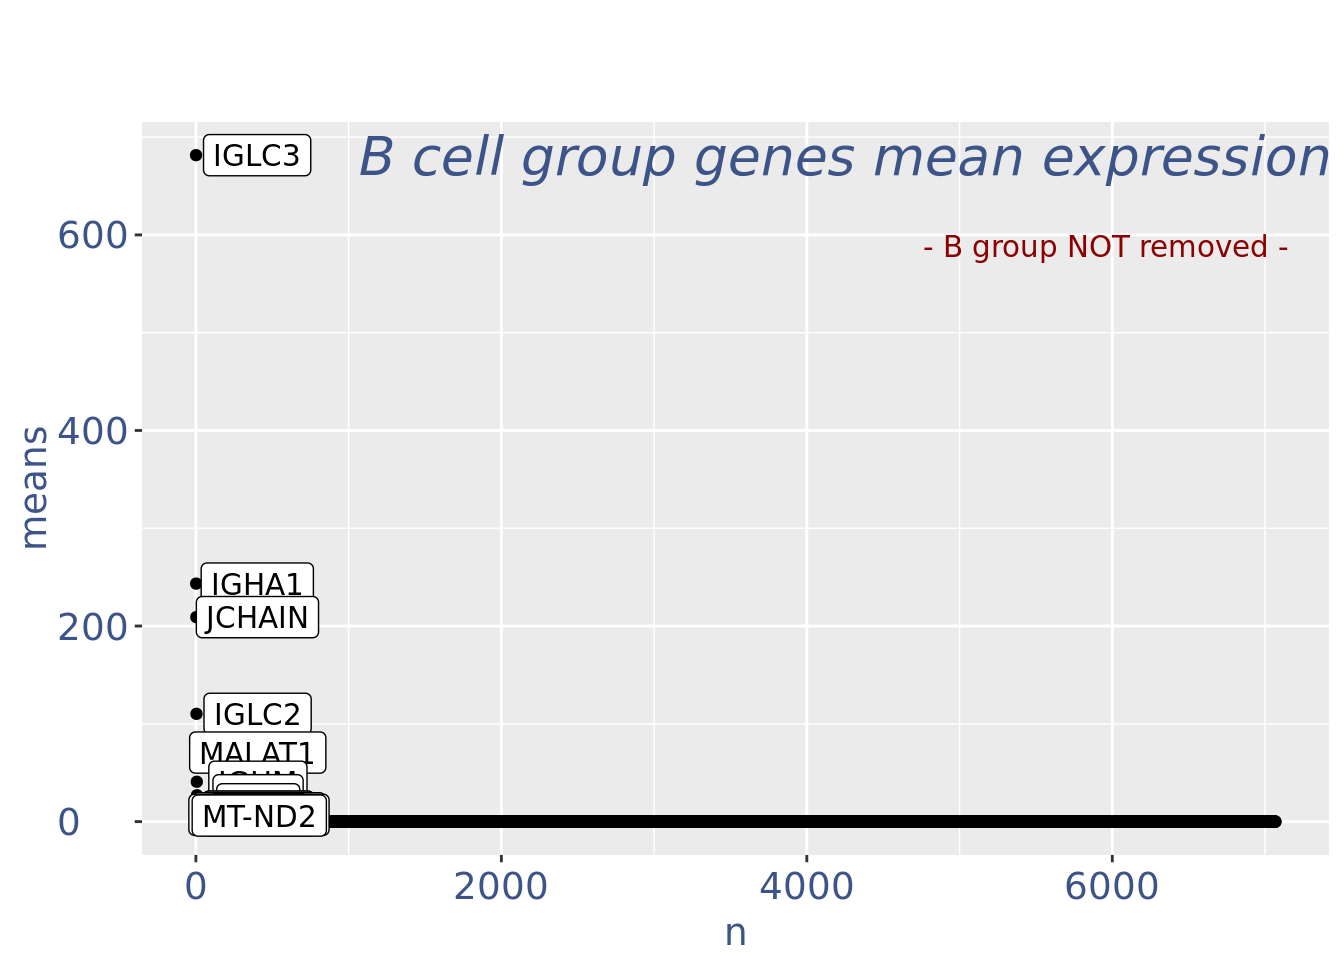 B cell group genes mean expression
- B group NOT removed -
IGLC3
IGHA1
JCHAIN
IGLC2
MALAT1
MT-ND2
600
400
200
0
means
0 2000 4000 6000
n